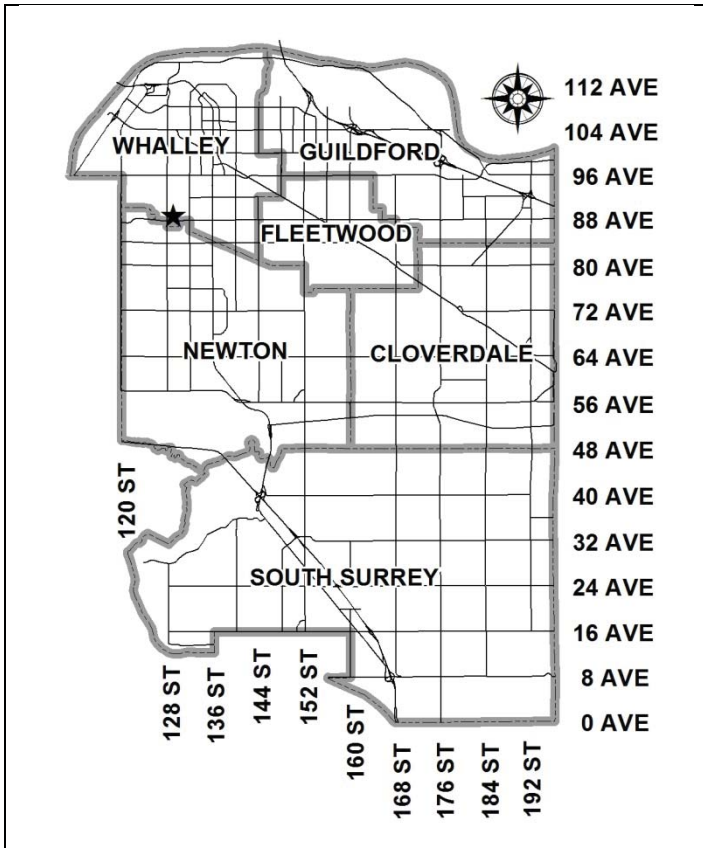 112 AVE
104 AVE
WHALLEY
GUILDFORD
96 AVE
88 AVE
FLEETWOOD
80 AVE
72 AVE
NEWTON
CLOVERDALE
64 AVE
56 AVE
48 AVE
120 ST
40 AVE
32 AVE
SOUTH SURREY
24 AVE
16 AVE
128 ST
136 ST
144 ST
152 ST
160 ST
8 AVE
0 AVE
168 ST
176 ST
184 ST
192 ST